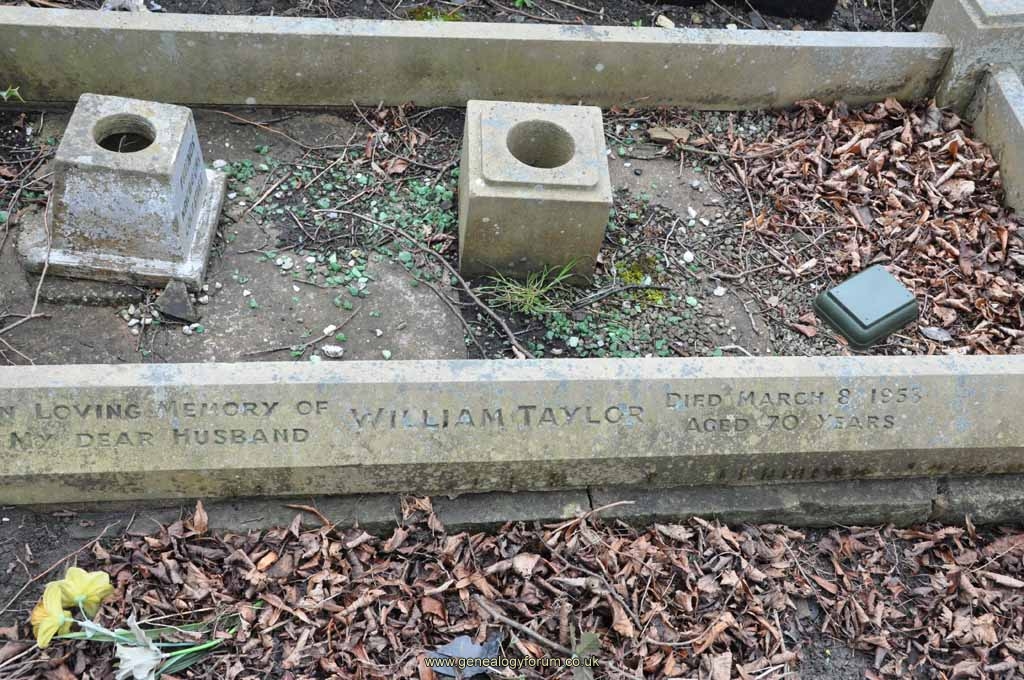 IN LOVING MEMORY OF
MY DEAR HUSBAND
WILLIAM TAYLOR
DIED MARCH 8, 1953
AGED 70 YEARS
www.genealogyforum.co.uk